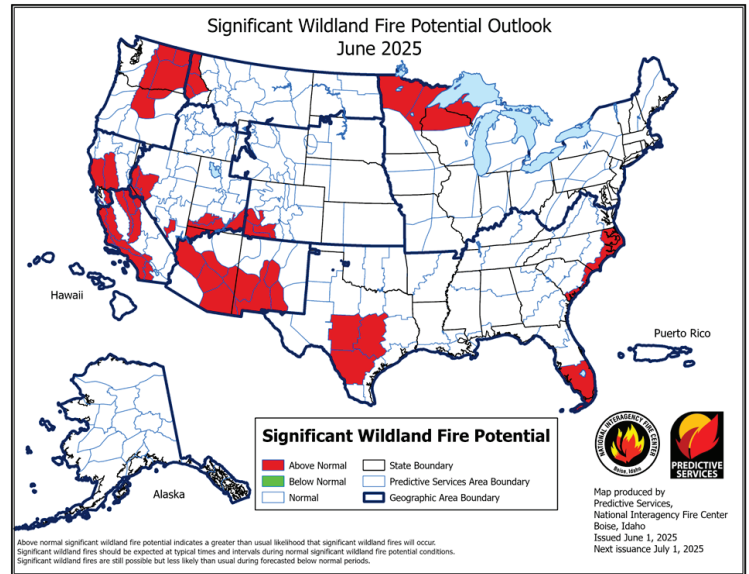 Significant Wildland Fire Potential Outlook
June 2025
Hawaii
Puerto Rico
Alaska
Significant Wildland Fire Potential
Above Normal
Below Normal
Normal
State Boundary
Predictive Services Area Boundary
Geographic Area Boundary
NATIONAL INTERAGENCY FIRE CENTER
Boise, Idaho
PREDICTIVE
SERVICES
Map produced by
Predictive Services,
National Interagency Fire Center
Boise, Idaho
Issued June 1, 2025
Next issuance July 1, 2025
Above normal significant wildland fire potential indicates a greater than usual likelihood that significant wildland fires will occur.
Significant wildland fires should be expected at typical times and intervals during normal significant wildland fire potential conditions.
Significant wildland fires are still possible but less likely than usual during forecasted below normal periods.